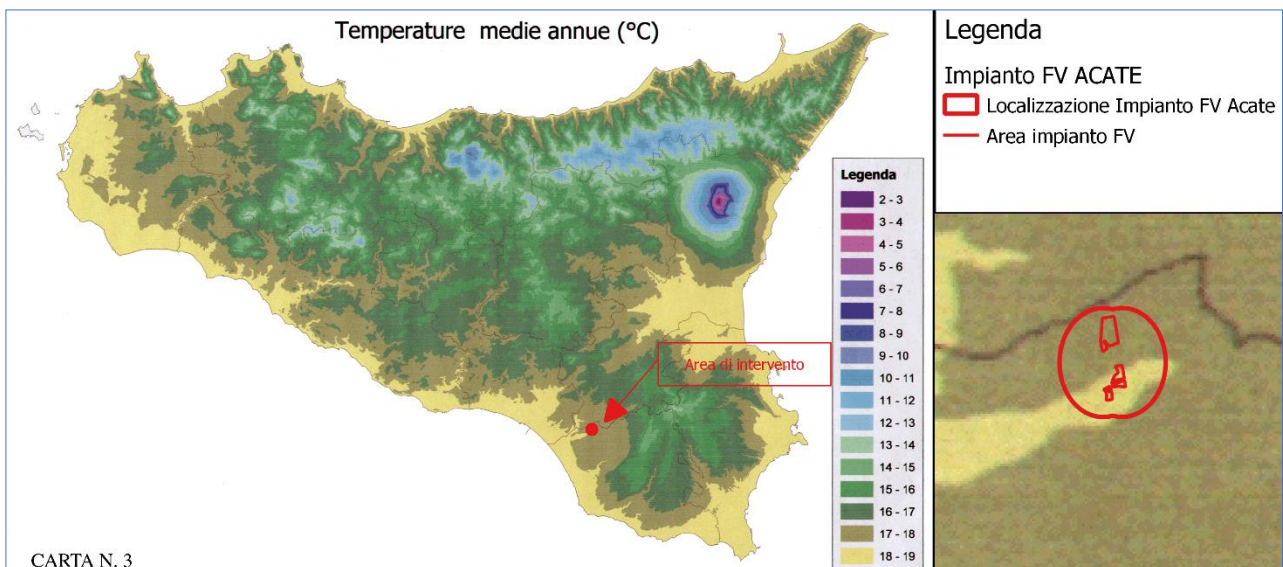 Temperature medie annue (°C)
Area di intervento
Legenda
2 - 3
3 - 4
4 - 5
5 - 6
6 - 7
7 - 8
8 - 9
9 - 10
10 - 11
11 - 12
12 - 13
13 - 14
14 - 15
15 - 16
16 - 17
17 - 18
18 - 19
CARTA N. 3
Legenda
Impianto FV ACATE
Localizzazione Impianto FV Acate
Area impianto FV